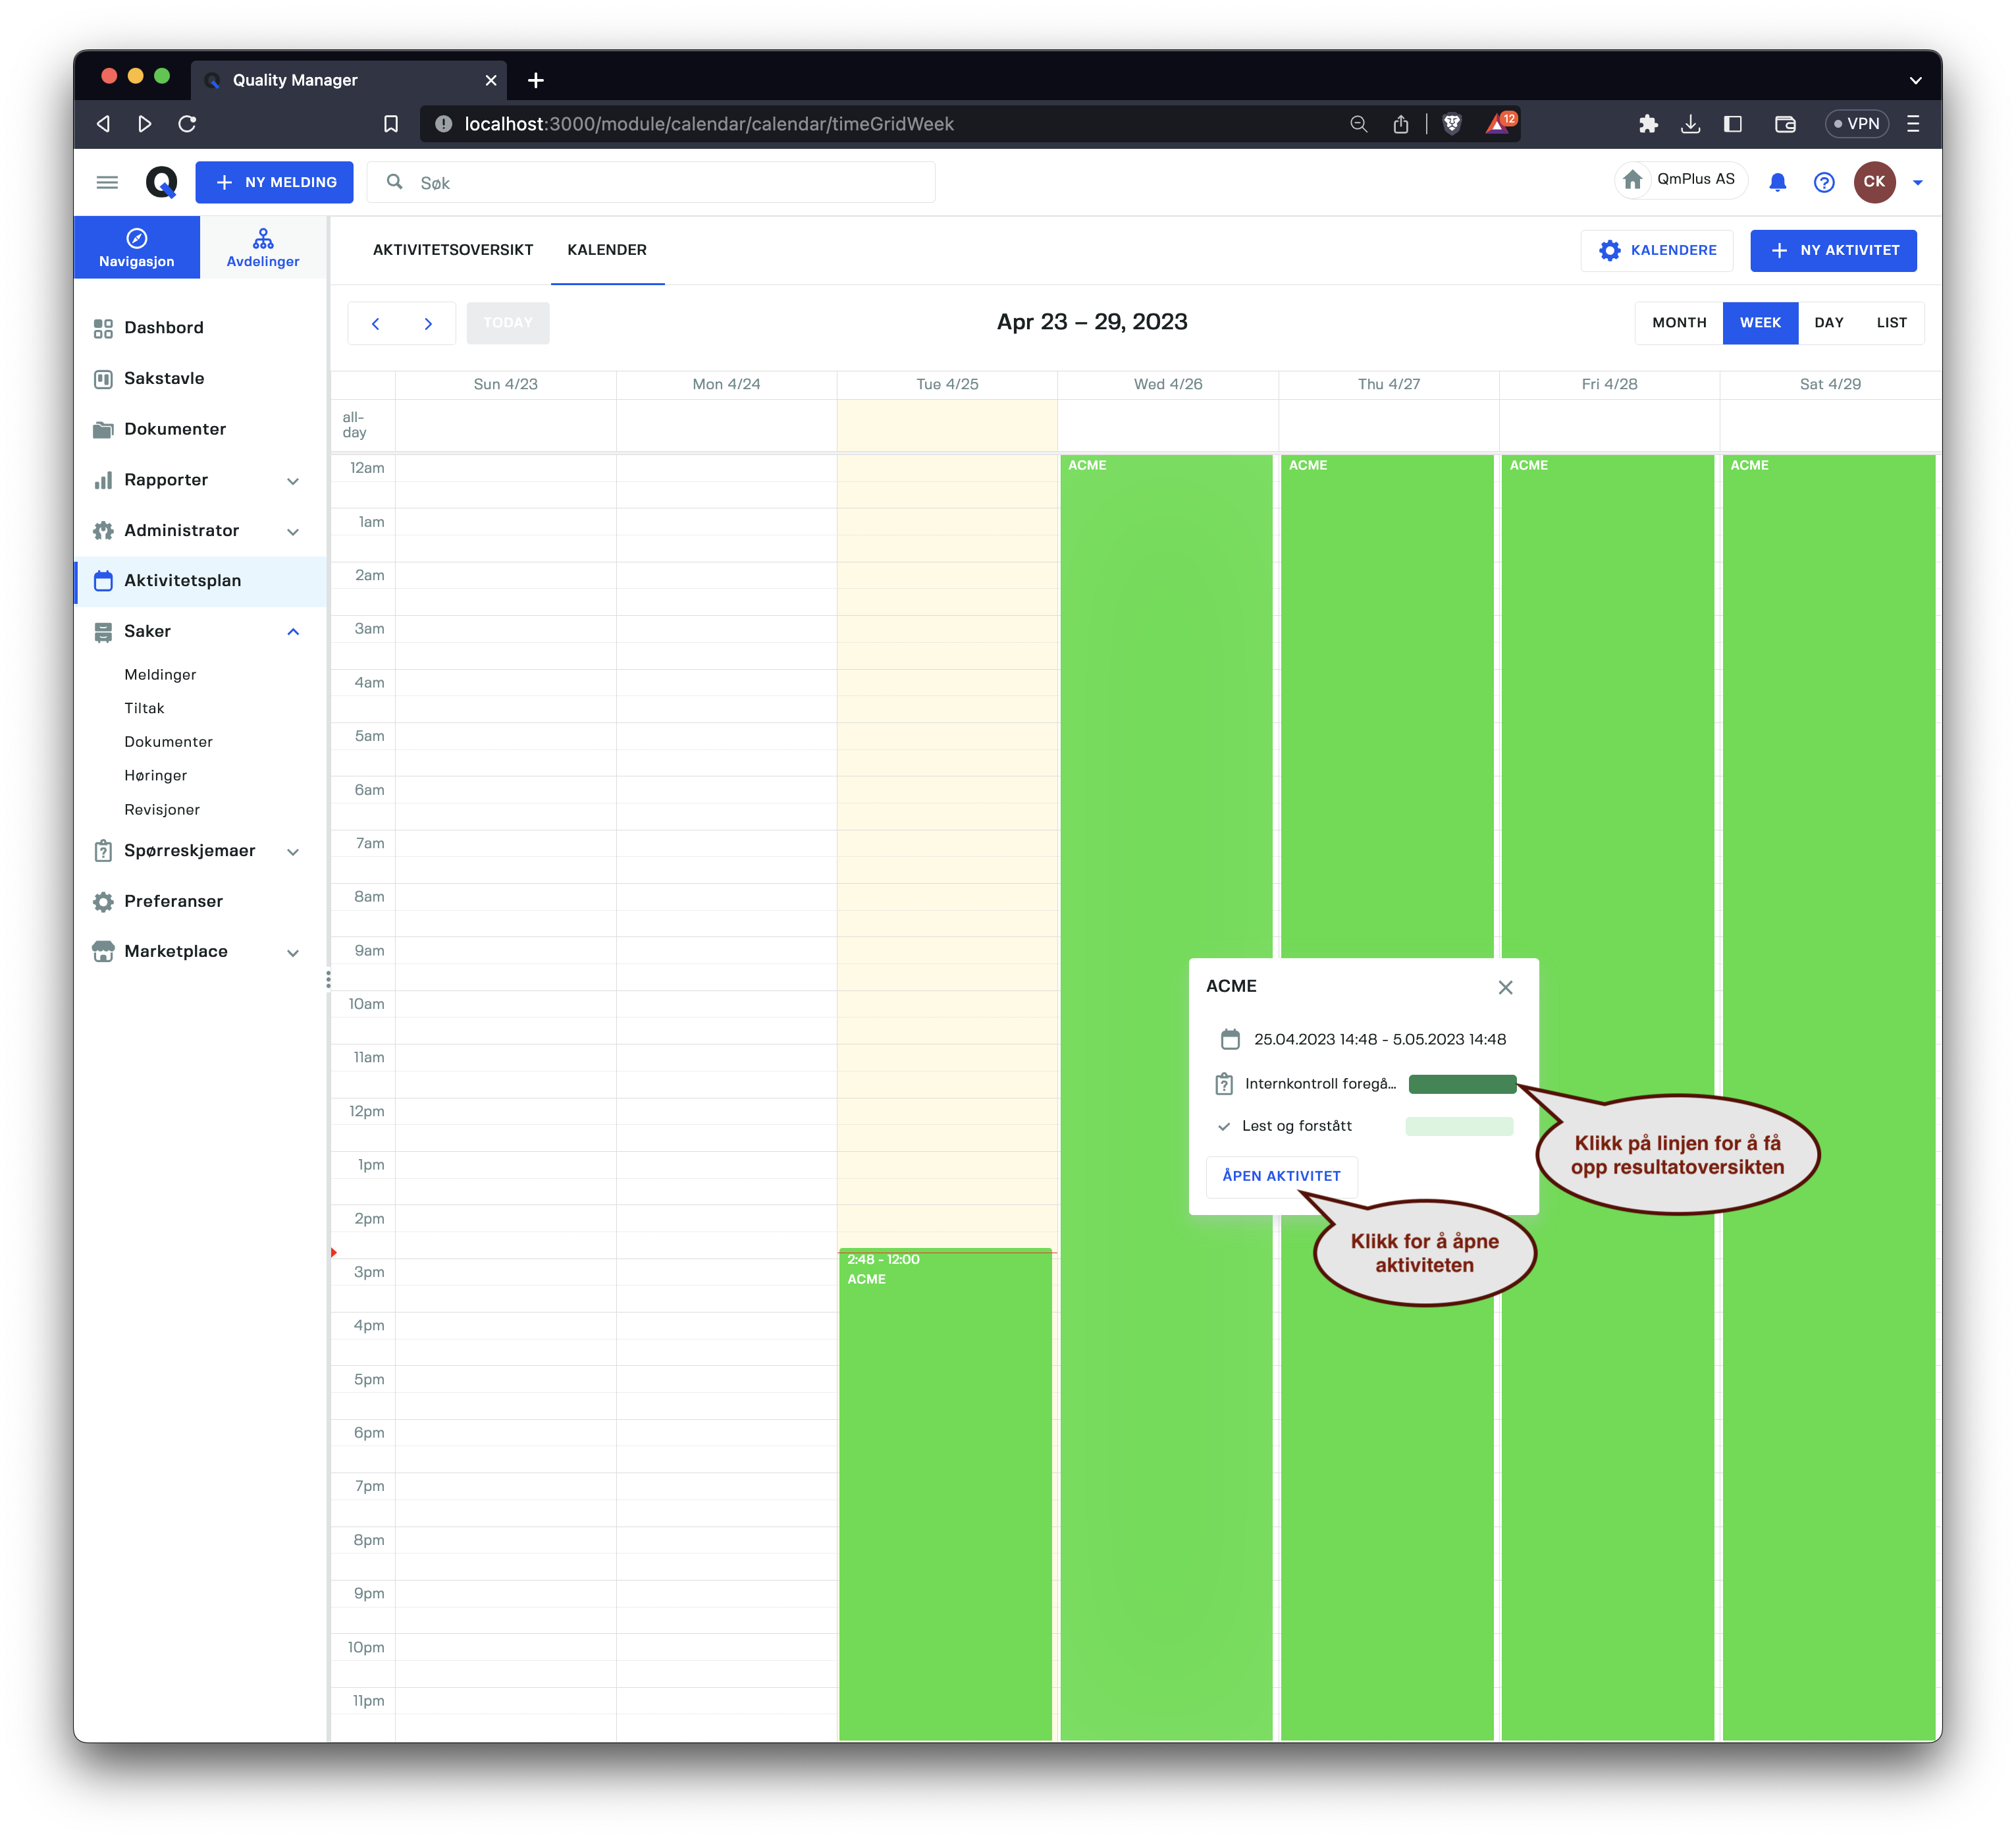 Quality Manager
localhost:3000/module/calendar/calendar/timeGridWeek
12
VPN
NY MELDING
Søk
QmPlus AS
CK
Navigasjon
Avdelinger
AKTIVITETSOVERSIKT
KALENDER
KALENDERE
NY AKTIVITET
TODAY
Apr 23 – 29, 2023
MONTH
WEEK
DAY
LIST
Dashbord
Sakstavle
Dokumenter
Rapporter
Administrator
Aktivitetsplan
Saker
Meldinger
Tiltak
Dokumenter
Høringer
Revisjoner
Spørreskjemaer
Preferanser
Marketplace
Sun 4/23
Mon 4/24
Tue 4/25
Wed 4/26
Thu 4/27
Fri 4/28
Sat 4/29
all-
day
12am
1am
2am
3am
4am
5am
6am
7am
8am
9am
10am
11am
12pm
1pm
2pm
3pm
4pm
5pm
6pm
7pm
8pm
9pm
10pm
11pm
2:48 - 12:00
ACME
ACME
ACME
ACME
ACME
ACME
25.04.2023 14:48 - 5.05.2023 14:48
Internkontroll foregå...
Lest og forstått
ÅPEN AKTIVITET
Klikk på linjen for å få
opp resultatoversikten
Klikk for å åpne
aktiviteten